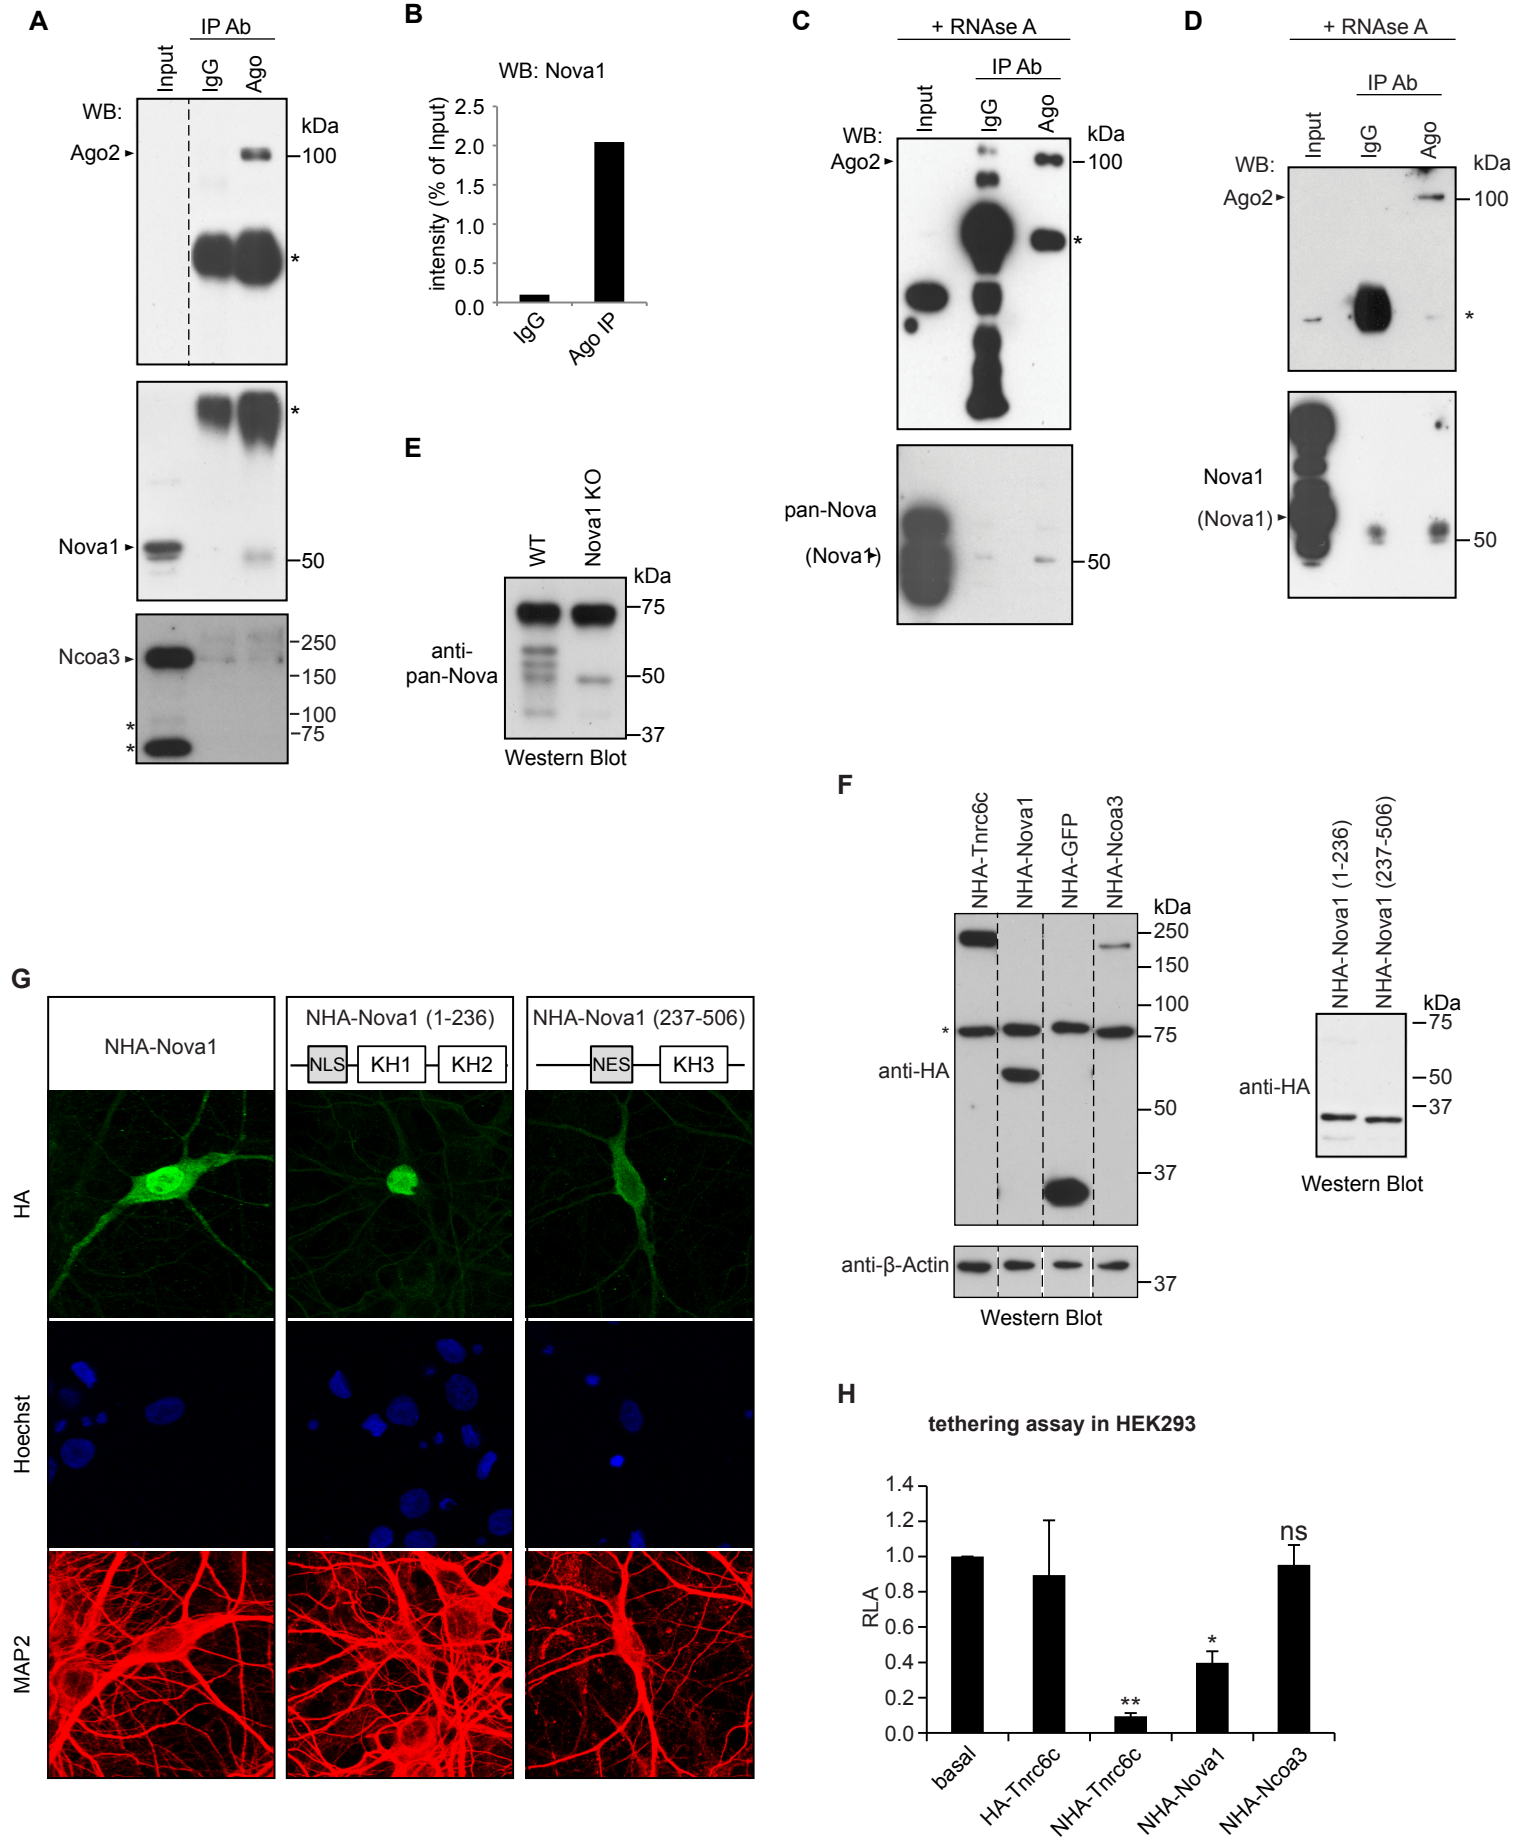 A
IP Ab
Input
IgG
Ago
WB:
kDa
Ago2
100
*
*
Nova1
50
Ncoa3
250
150
100
75
*
*
B
WB: Nova1
intensity (% of Input)
2.5
2.0
1.5
1.0
0.5
0.0
IgG
Ago IP
C
+ RNAse A
IP Ab
Input
IgG
Ago
WB:
kDa
Ago2
100
*
pan-Nova
(Nova1)
50
D
+ RNAse A
IP Ab
Input
IgG
Ago
WB:
kDa
Ago2
100
*
Nova1
(Nova1)
50
E
WT
Nova1 KO
kDa
75
anti-
pan-Nova
50
37
Western Blot
F
NHA-Tnrc6c
NHA-Nova1
NHA-GFP
NHA-Ncoa3
kDa
250
150
100
*
75
anti-HA
50
37
anti-β-Actin
37
Western Blot
NHA-Nova1 (1-236)
NHA-Nova1 (237-506)
kDa
75
50
anti-HA
37
Western Blot
G
NHA-Nova1
NHA-Nova1 (1-236)
NLS
KH1
KH2
NHA-Nova1 (237-506)
NES
KH3
HA
Hoechst
MAP2
H
tethering assay in HEK293
RLA
1.4
1.2
1.0
0.8
0.6
0.4
0.2
0.0
**
*
ns
basal
HA-Tnrc6c
NHA-Tnrc6c
NHA-Nova1
NHA-Ncoa3